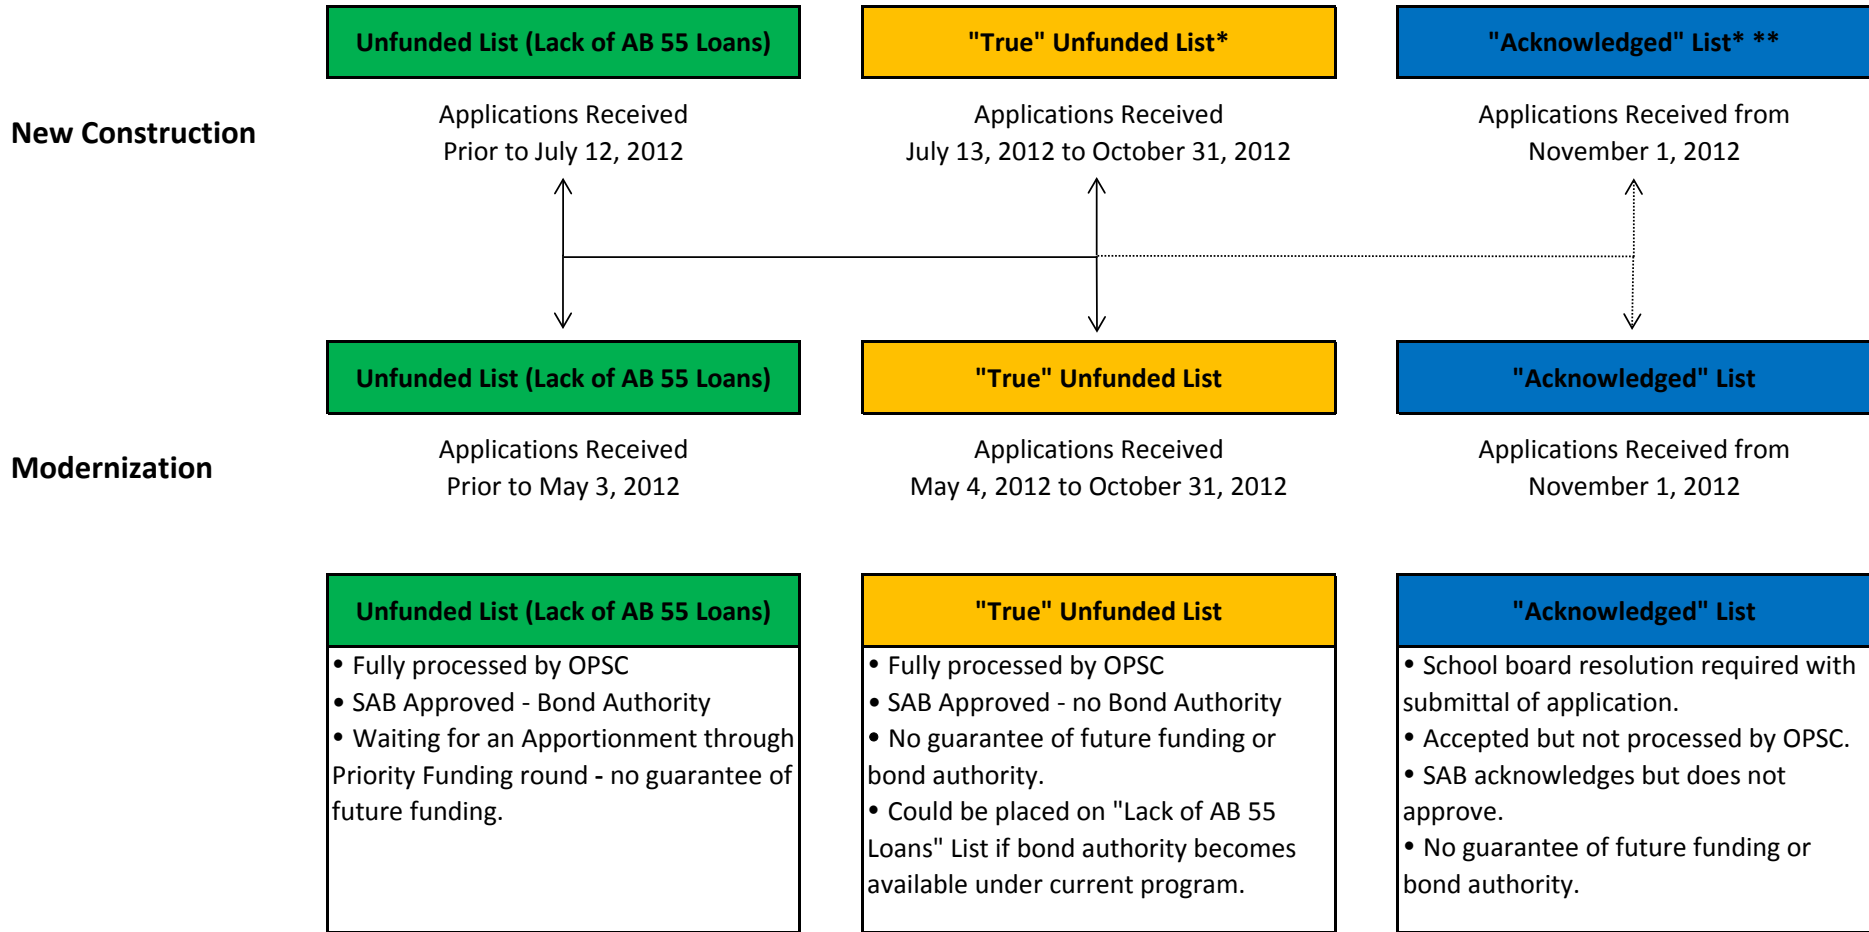 Unfunded List (Lack of AB 55 Loans)
"True" Unfunded List*
"Acknowledged" List* **
New Construction
Applications Received
Prior to July 12, 2012
Applications Received
July 13, 2012 to October 31, 2012
Applications Received from
November 1, 2012
Unfunded List (Lack of AB 55 Loans)
"True" Unfunded List
"Acknowledged" List
Modernization
Applications Received
Prior to May 3, 2012
Applications Received
May 4, 2012 to October 31, 2012
Applications Received from
November 1, 2012
Unfunded List (Lack of AB 55 Loans)
• Fully processed by OPSC
• SAB Approved - Bond Authority
• Waiting for an Apportionment through
Priority Funding round - no guarantee of
future funding.
"True" Unfunded List
• Fully processed by OPSC
• SAB Approved - no Bond Authority
• No guarantee of future funding or
bond authority.
• Could be placed on "Lack of AB 55
Loans" List if bond authority becomes
available under current program.
"Acknowledged" List
• School board resolution required with
submittal of application.
• Accepted but not processed by OPSC.
• SAB acknowledges but does not
approve.
• No guarantee of future funding or
bond authority.